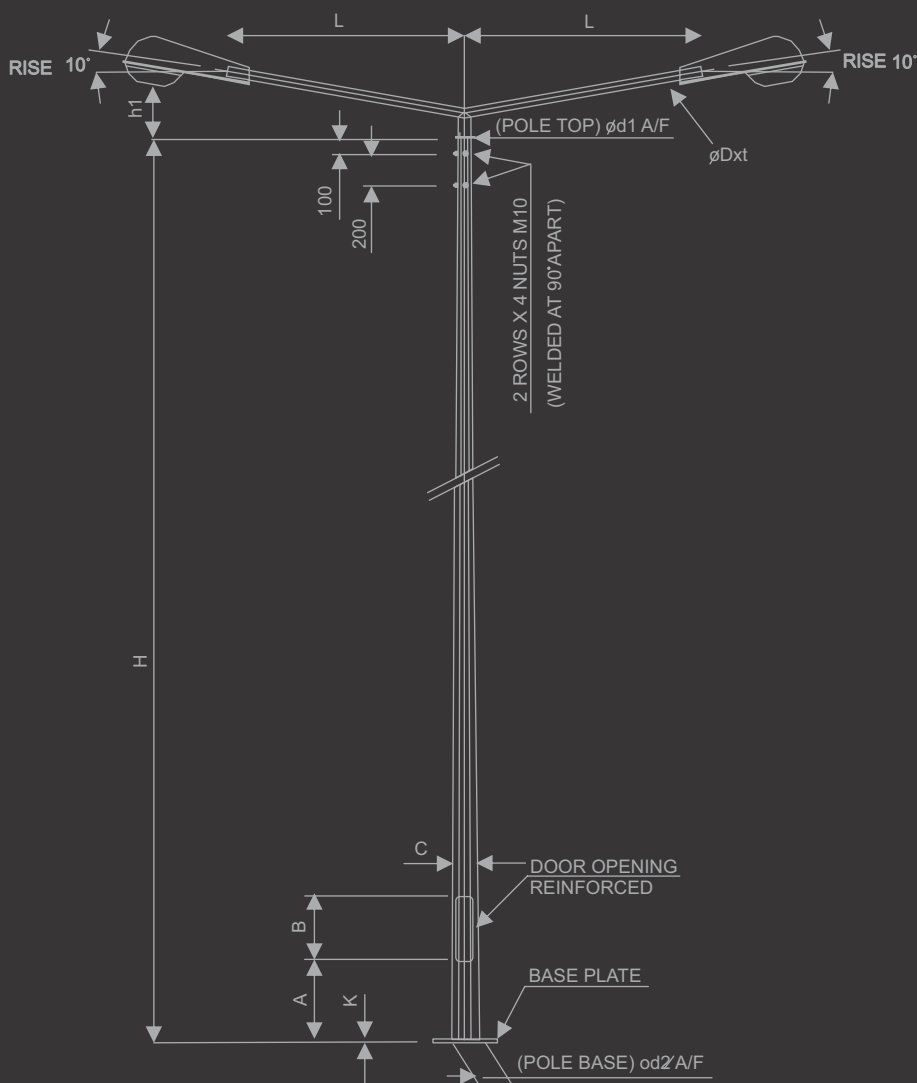 L
L
RISE 10°
RISE 10°
h1
(POLE TOP) ød1 A/F
øDxt
100
200
2 ROWS X 4 NUTS M10
(WELDED AT 90°APART)
H
C
DOOR OPENING
REINFORCED
B
A
K
BASE PLATE
(POLE BASE) od2 A/F